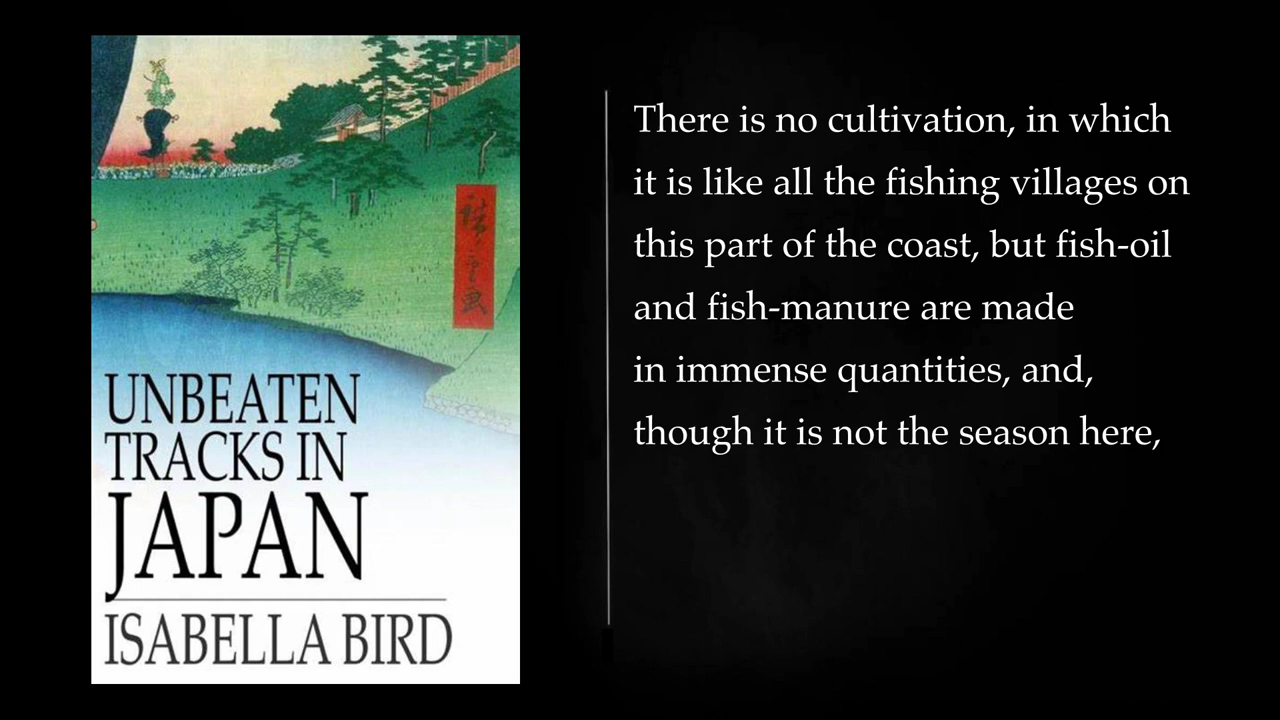 UNBEATEN
TRACKS IN
JAPAN
ISABELLA BIRD
There is no cultivation, in which
it is like all the fishing villages on
this part of the coast, but fish-oil
and fish-manure are made
in immense quantities, and,
though it is not the season here,